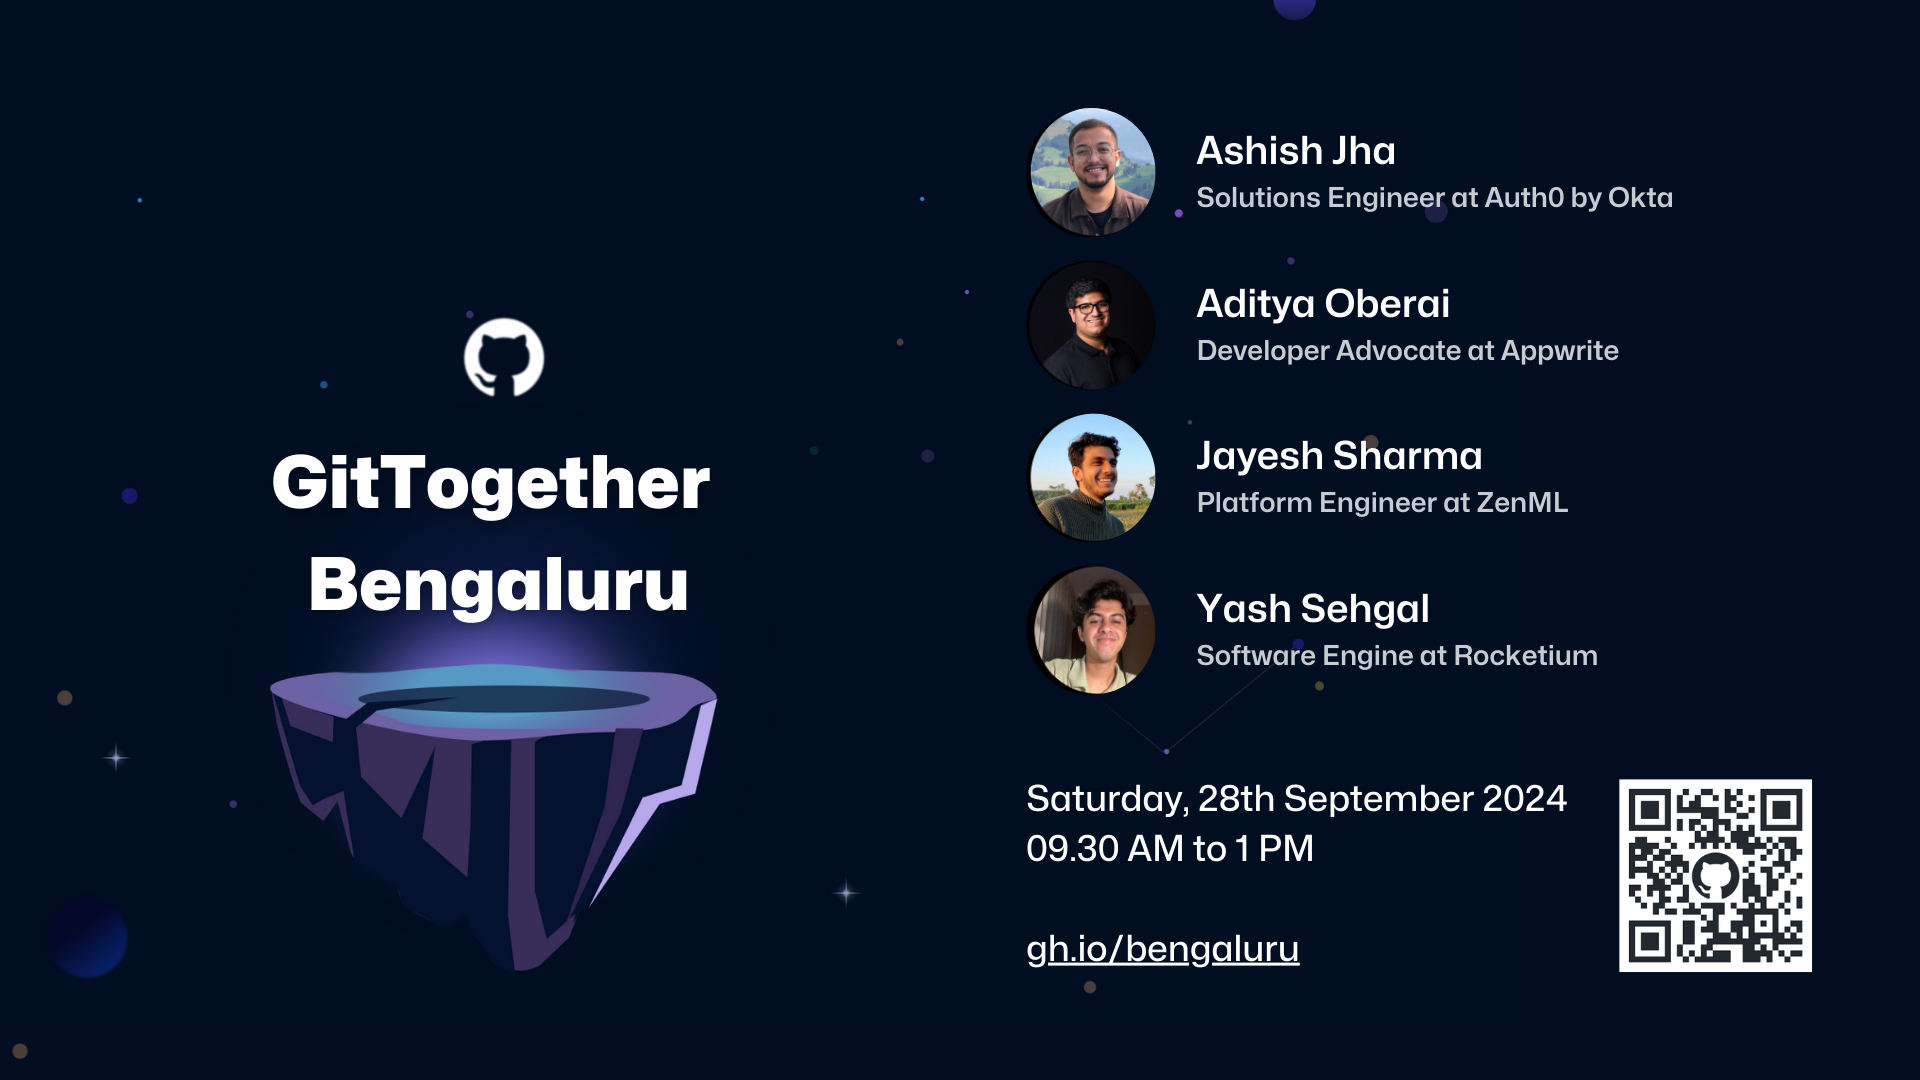 GitTogether
Bengaluru
Ashish Jha
Solutions Engineer at Auth0 by Okta
Aditya Oberai
Developer Advocate at Appwrite
Jayesh Sharma
Platform Engineer at ZenML
Yash Sehgal
Software Engine at Rocketium
Saturday, 28th September 2024
09.30 AM to 1 PM
gh.io/bengaluru